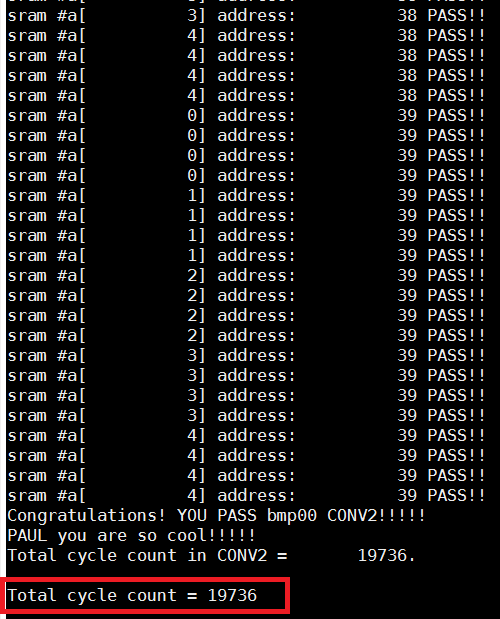 sram #a[          3] address:          38 PASS!!
sram #a[          4] address:          38 PASS!!
sram #a[          4] address:          38 PASS!!
sram #a[          4] address:          38 PASS!!
sram #a[          4] address:          38 PASS!!
sram #a[          0] address:          39 PASS!!
sram #a[          0] address:          39 PASS!!
sram #a[          0] address:          39 PASS!!
sram #a[          0] address:          39 PASS!!
sram #a[          1] address:          39 PASS!!
sram #a[          1] address:          39 PASS!!
sram #a[          1] address:          39 PASS!!
sram #a[          1] address:          39 PASS!!
sram #a[          2] address:          39 PASS!!
sram #a[          2] address:          39 PASS!!
sram #a[          2] address:          39 PASS!!
sram #a[          2] address:          39 PASS!!
sram #a[          3] address:          39 PASS!!
sram #a[          3] address:          39 PASS!!
sram #a[          3] address:          39 PASS!!
sram #a[          3] address:          39 PASS!!
sram #a[          4] address:          39 PASS!!
sram #a[          4] address:          39 PASS!!
sram #a[          4] address:          39 PASS!!
sram #a[          4] address:          39 PASS!!
Congratulations! YOU PASS bmp00 CONV2!!!!!
PAUL you are so cool!!!!!
Total cycle count in CONV2 =       19736.
Total cycle count = 19736